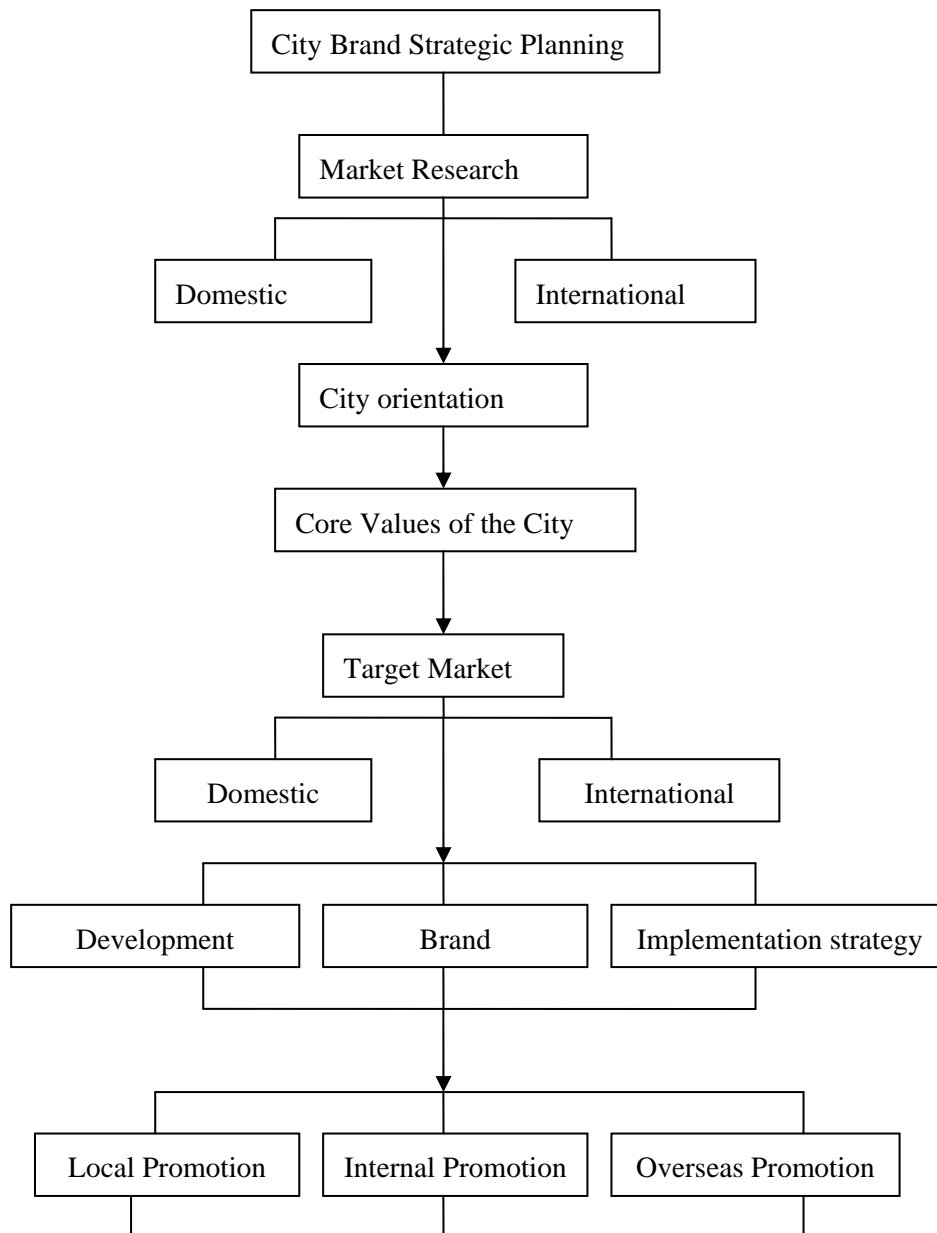 City Brand Strategic Planning
Market Research
Domestic
International
City orientation
Core Values of the City
Target Market
Domestic
International
Development
Brand
Implementation strategy
Local Promotion
Internal Promotion
Overseas Promotion